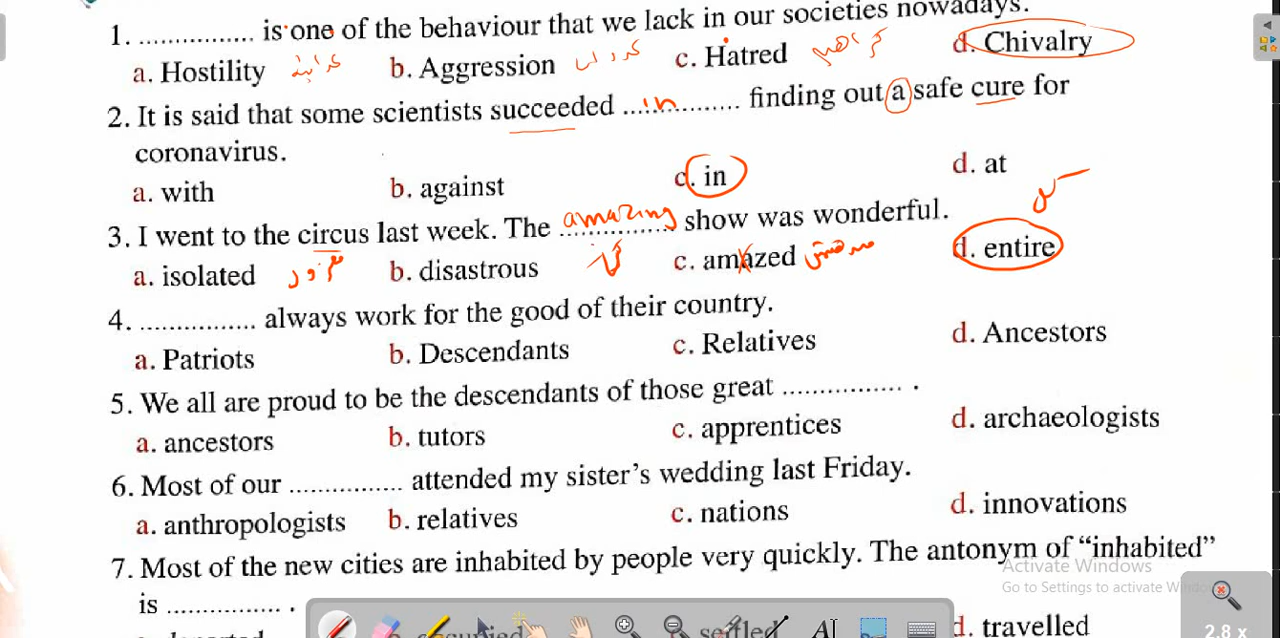 1. ................ is one of the behaviour that we lack in our societies nowadays.
a. Hostility كراهية b. Aggression c. Hatred d. Chivalry
2. It is said that some scientists succeeded ....in.......... finding out a safe cure for
coronavirus.
a. with b. against c. in d. at
3. I went to the circus last week. The amazing ................ show was wonderful.
a. isolated b. disastrous c. amazed d. entire
4. ................ always work for the good of their country.
a. Patriots b. Descendants c. Relatives d. Ancestors
5. We all are proud to be the descendants of those great ................ .
a. ancestors b. tutors c. apprentices d. archaeologists
6. Most of our ................ attended my sister's wedding last Friday.
a. anthropologists b. relatives c. nations d. innovations
7. Most of the new cities are inhabited by people very quickly. The antonym of “inhabited”
is ................ .
settled d. travelled
Activate Windows
Go to Settings to activate Windows
AI
2.8 x